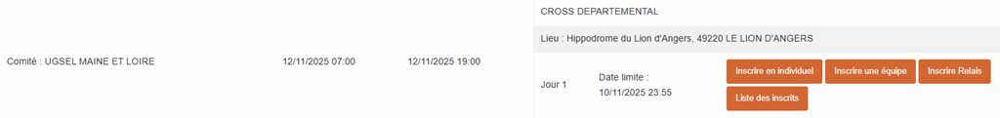 CROSS DEPARTEMENTAL
Lieu : Hippodrome du Lion d'Angers, 49220 LE LION D'ANGERS
Comité : UGSEL MAINE ET LOIRE 12/11/2025 07:00 12/11/2025 19:00
Jour 1
Date limite :
10/11/2025 23:55
Inscrire en individuel Inscrire une équipe Inscrire Relais
Liste des inscrits